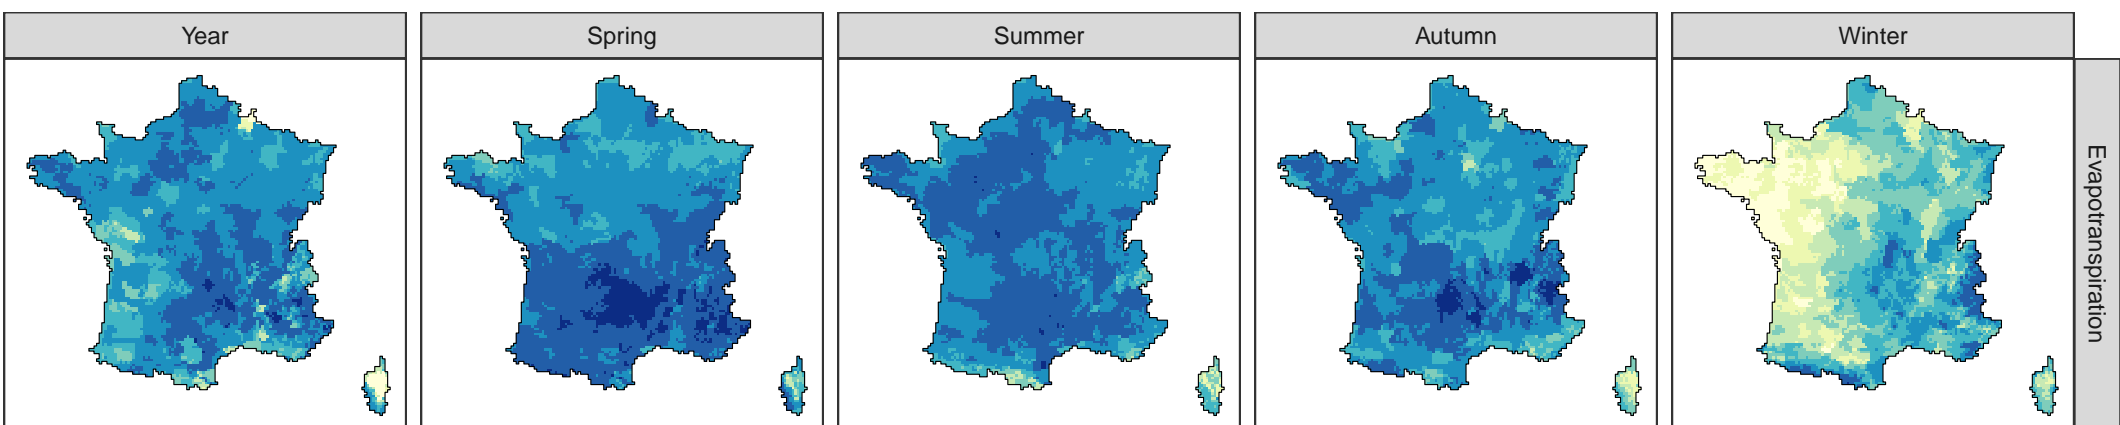 Year
Spring
Summer
Autumn
Winter
Evapotranspiration